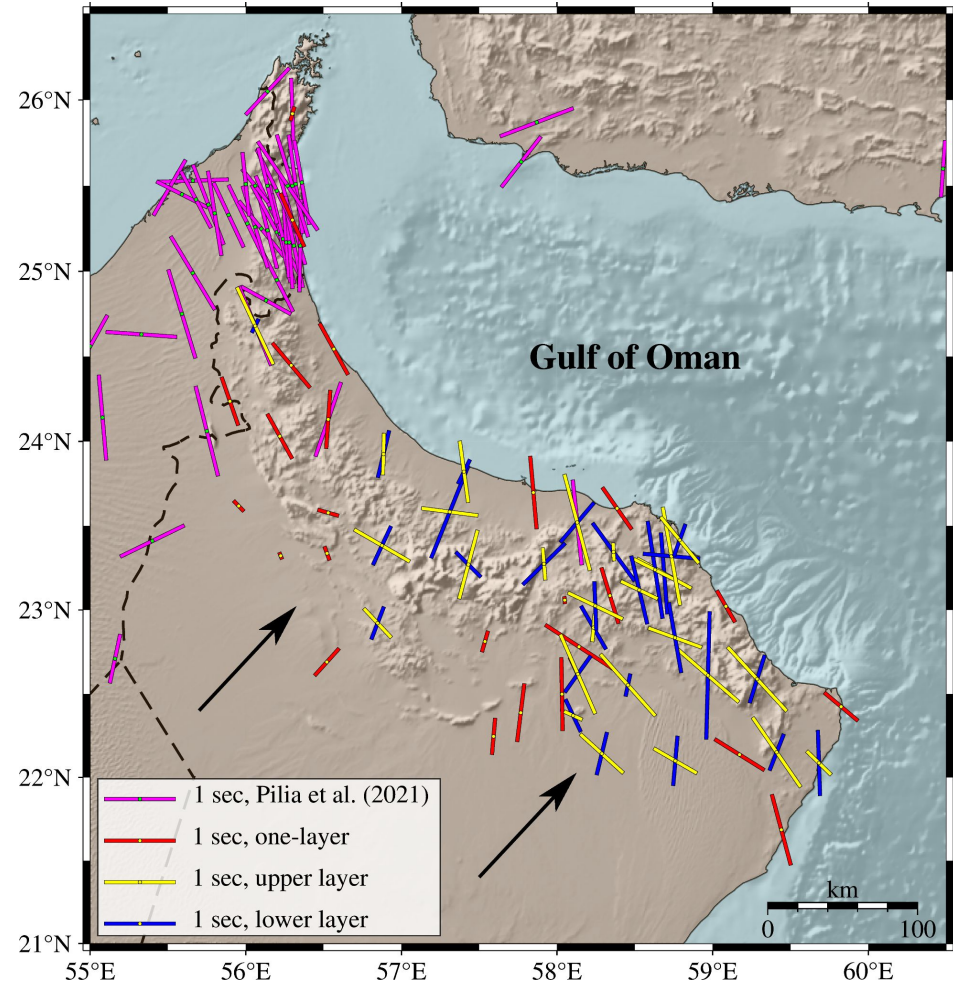 26°N
25°N
24°N
23°N
22°N
21°N
Gulf of Oman
1 sec, Pilia et al. (2021)
1 sec, one-layer
1 sec, upper layer
1 sec, lower layer
km
0 100
55°E 56°E 57°E 58°E 59°E 60°E